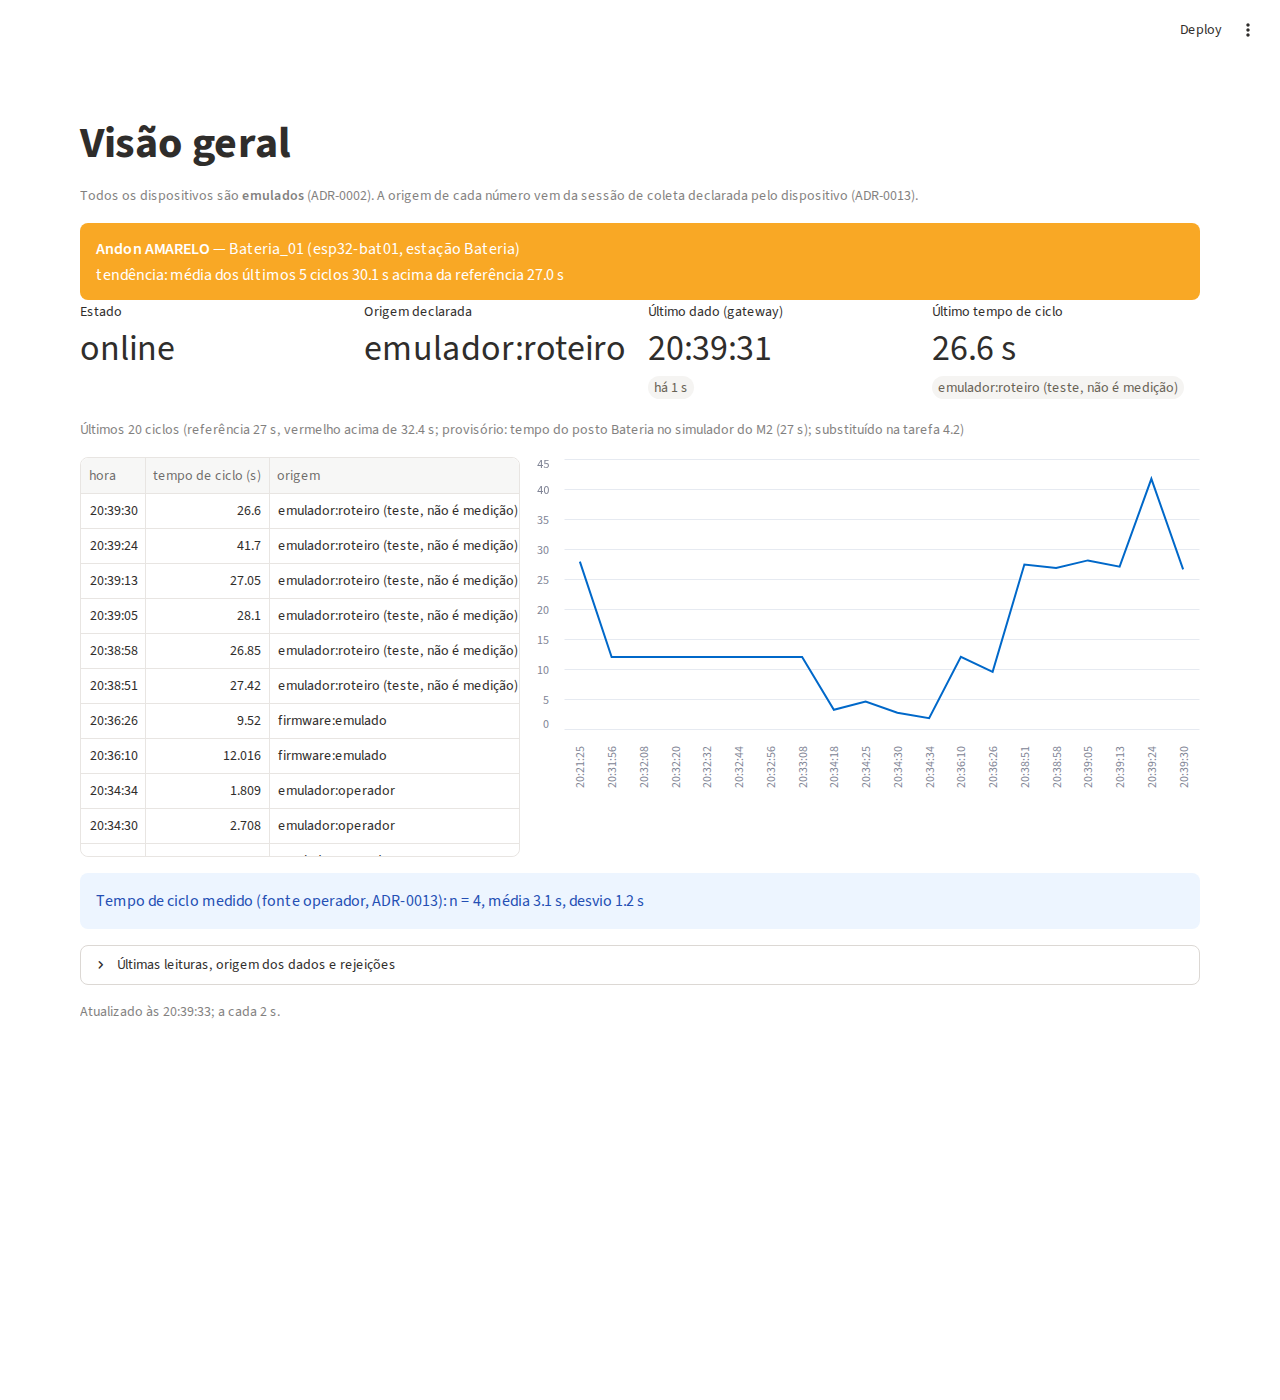 Deploy
Visão geral
Todos os dispositivos são emulados (ADR-0002). A origem de cada número vem da sessão de coleta declarada pelo dispositivo (ADR-0013).
Andon AMARELO — Bateria_01 (esp32-bat01, estação Bateria)
tendência: média dos últimos 5 ciclos 30.1 s acima da referência 27.0 s
Estado
online
Origem declarada
emulador:roteiro
Último dado (gateway)
20:39:31
há 1 s
Último tempo de ciclo
26.6 s
emulador:roteiro (teste, não é medição)
Últimos 20 ciclos (referência 27 s, vermelho acima de 32.4 s; provisório: tempo do posto Bateria no simulador do M2 (27 s); substituído na tarefa 4.2)
hora tempo de ciclo (s) origem
20:39:30 26.6 emulador:roteiro (teste, não é medição)
20:39:24 41.7 emulador:roteiro (teste, não é medição)
20:39:13 27.05 emulador:roteiro (teste, não é medição)
20:39:05 28.1 emulador:roteiro (teste, não é medição)
20:38:58 26.85 emulador:roteiro (teste, não é medição)
20:38:51 27.42 emulador:roteiro (teste, não é medição)
20:36:26 9.52 firmware:emulado
20:36:10 12.016 firmware:emulado
20:34:34 1.809 emulador:operador
20:34:30 2.708 emulador:operador
45
40
35
30
25
20
15
10
5
0
20:21:25
20:31:56
20:32:08
20:32:20
20:32:32
20:32:44
20:32:56
20:33:08
20:34:18
20:34:25
20:34:30
20:34:34
20:36:10
20:36:26
20:38:51
20:38:58
20:39:05
20:39:13
20:39:24
20:39:30
Tempo de ciclo medido (fonte operador, ADR-0013): n = 4, média 3.1 s, desvio 1.2 s
Últimas leituras, origem dos dados e rejeições
Atualizado às 20:39:33; a cada 2 s.